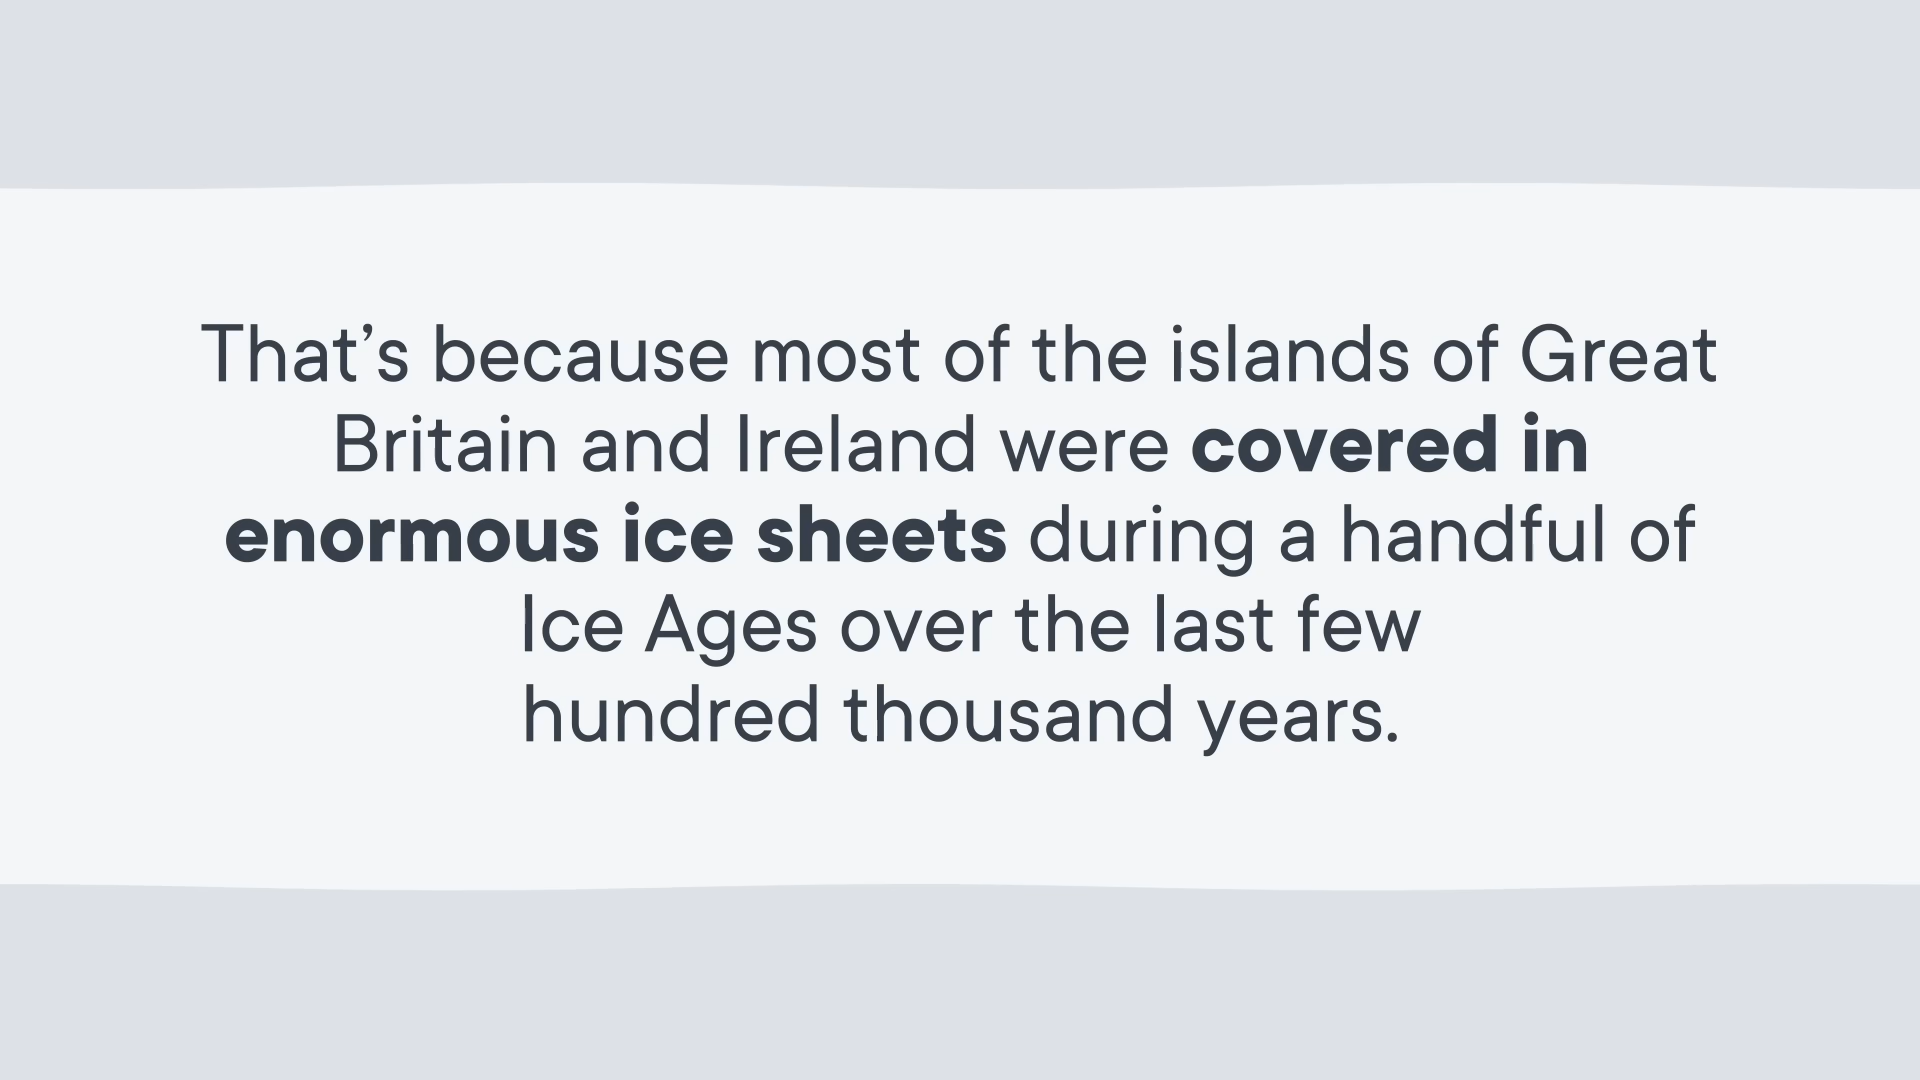 That’s because most of the islands of Great
Britain and Ireland were covered in
enormous ice sheets during a handful of
Ice Ages over the last few
hundred thousand years.